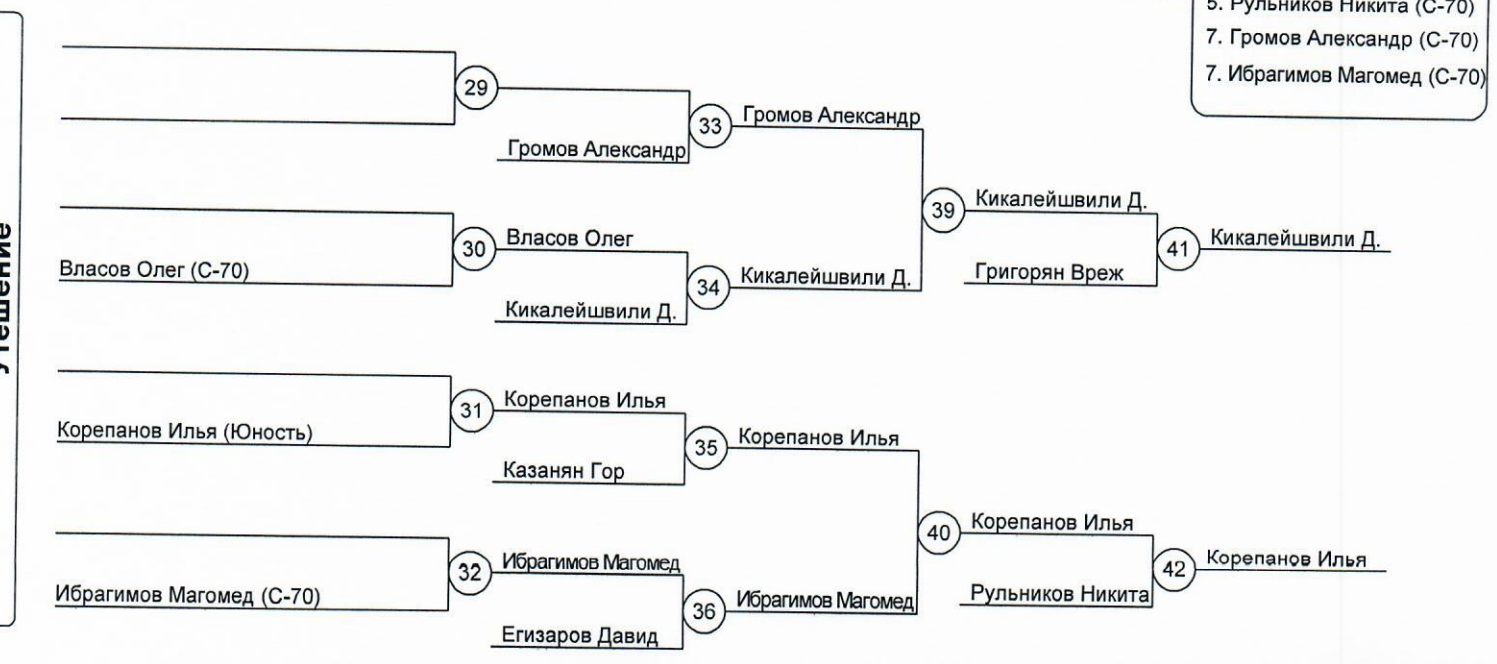 5. Рульников Никита (С-70)
7. Громов Александр (С-70)
7. Ибрагимов Магомед (С-70)
29
Громов Александр
33
Громов Александр
Власов Олег (С-70)
30
Власов Олег
Кикалейшвили Д.
34
Кикалейшвили Д.
39
Кикалейшвили Д.
Григорян Вреж
41
Кикалейшвили Д.
Корепанов Илья (Юность)
31
Корепанов Илья
Казанян Гор
35
Корепанов Илья
Ибрагимов Магомед (С-70)
32
Ибрагимов Магомед
Егизаров Давид
36
Ибрагимов Магомед
40
Корепанов Илья
Рульников Никита
42
Корепанов Илья